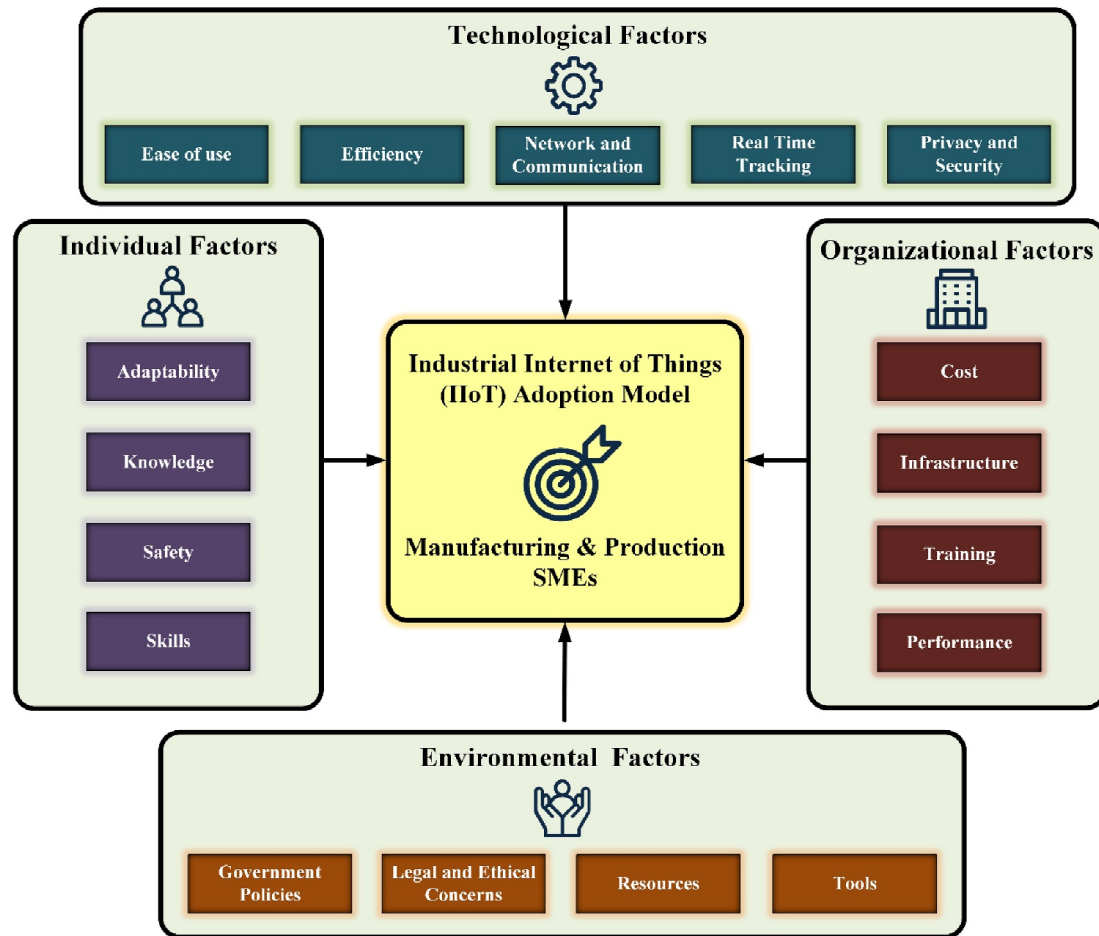 Technological Factors
Ease of use
Efficiency
Network and
Communication
Real Time
Tracking
Privacy and
Security
Individual Factors
Adaptability
Knowledge
Safety
Skills
Industrial Internet of Things
(IIoT) Adoption Model
Manufacturing & Production
SMEs
Organizational Factors
Cost
Infrastructure
Training
Performance
Environmental Factors
Government
Policies
Legal and Ethical
Concerns
Resources
Tools